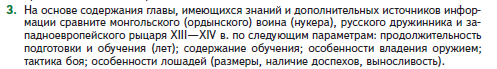 3. На основе содержания главы, имеющихся знаний и дополнительных источников инфор-
мации сравните монгольского (ордынского) воина (нукера), русского дружинника и за-
падноевропейского рыцаря XIII—XIV в. по следующим параметрам: продолжительность
подготовки и обучения (лет); содержание обучения; особенности владения оружием;
тактика боя; особенности лошадей (размеры, наличие доспехов, выносливость).